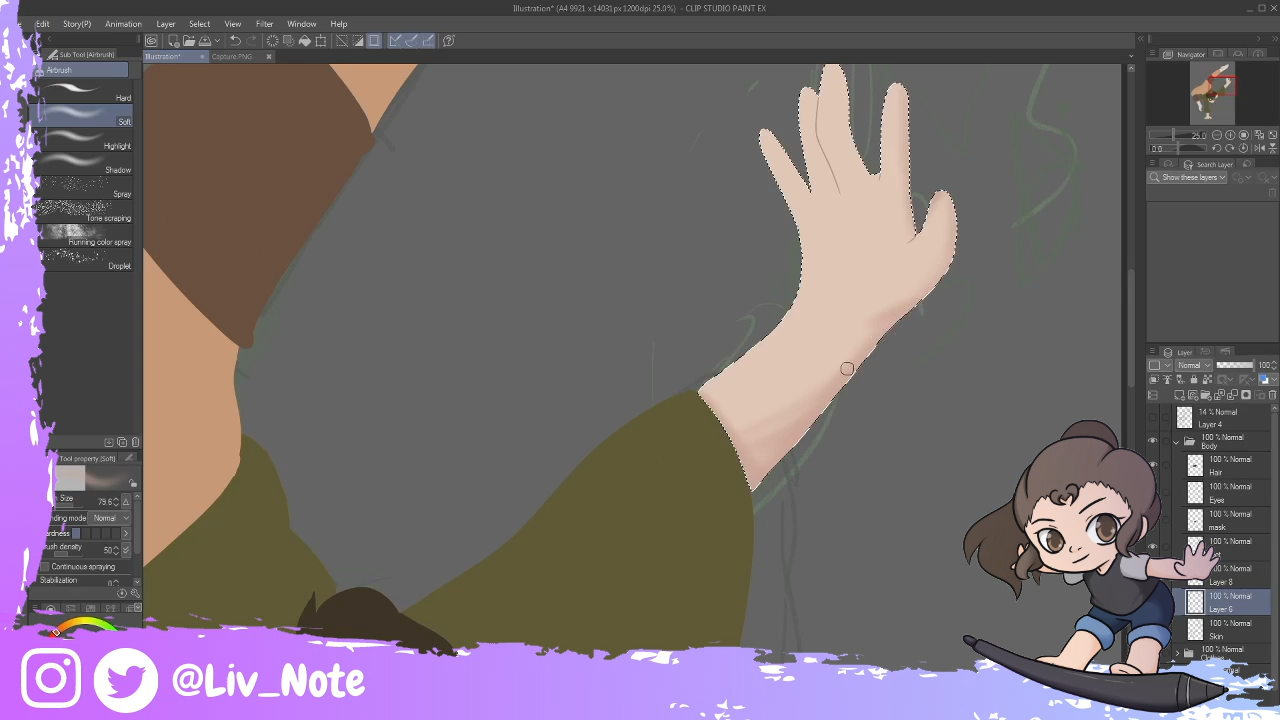 Illustration* (A4 9921 x 14031px 1200dpi 25.0%) - CLIP STUDIO PAINT EX
Edit Story(P) Animation Layer Select View Filter Window Help
Sub Tool (Airbrush)
Illustration*
Capture.PNG
Navigator
Airbrush
Hard
Soft
Highlight
Shadow
Spray
Tone scraping
Running color spray
Droplet
25.0
0.0
Search Layer
Show these layers
Layer
Normal
100
14 % Normal
Layer 4
100 % Normal
Body
100 % Normal
Hair
100 % Normal
Eyes
100 % Normal
mask
100 % Normal
100 % Normal
Layer 8
100 % Normal
Layer 6
100 % Normal
Skin
100 % Normal
Tool property [Soft]
Size
79.6
Normal
50
Continuous spraying
Stabilization
@Liv_Note